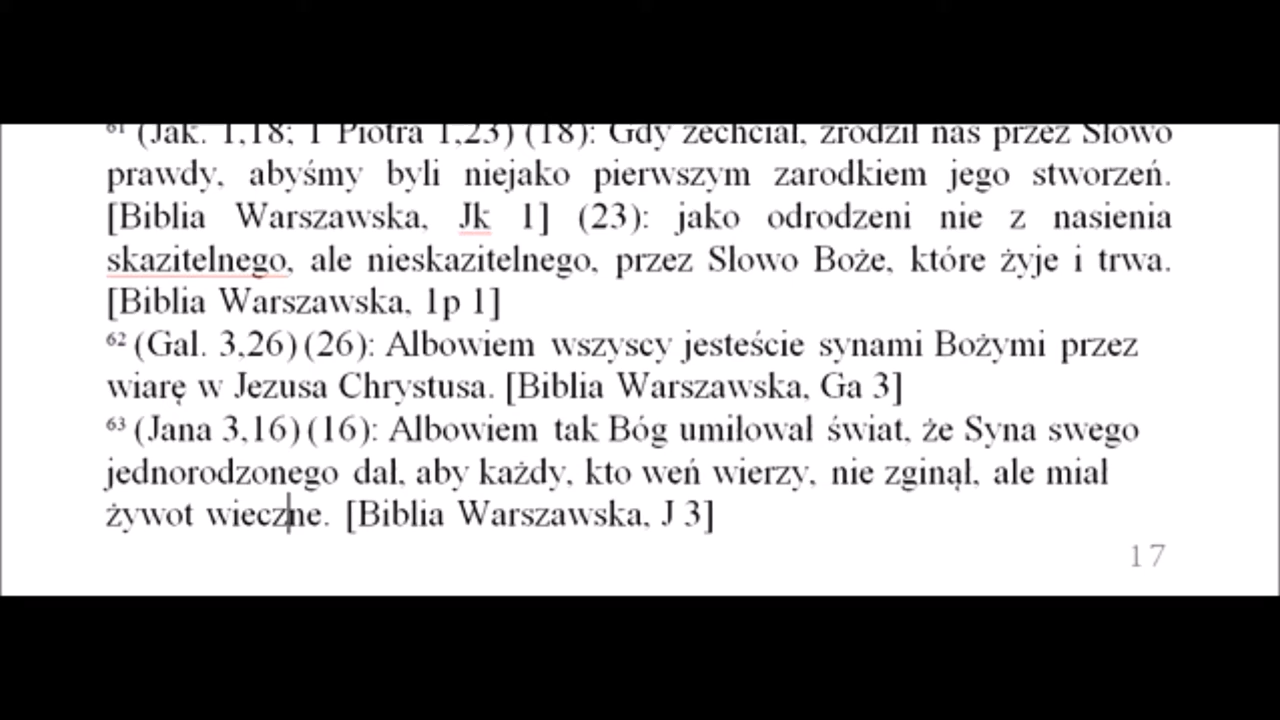 61 (Jak. 1,18; 1 Piotra 1,23) (18): Gdy zechciał, zrodził nas przez Słowo
prawdy, abyśmy byli niejako pierwszym zarodkiem jego stworzeń.
[Biblia Warszawska, Jk 1] (23): jako odrodzeni nie z nasienia
skazitelnego, ale nieskazitelnego, przez Słowo Boże, które żyje i trwa.
[Biblia Warszawska, 1p 1]
62 (Gal. 3,26) (26): Albowiem wszyscy jesteście synami Bożymi przez
wiarę w Jezusa Chrystusa. [Biblia Warszawska, Ga 3]
63 (Jana 3,16) (16): Albowiem tak Bóg umiłował świat, że Syna swego
jednorodzonego dał, aby każdy, kto weń wierzy, nie zginął, ale miał
żywot wieczne. [Biblia Warszawska, J 3]
17